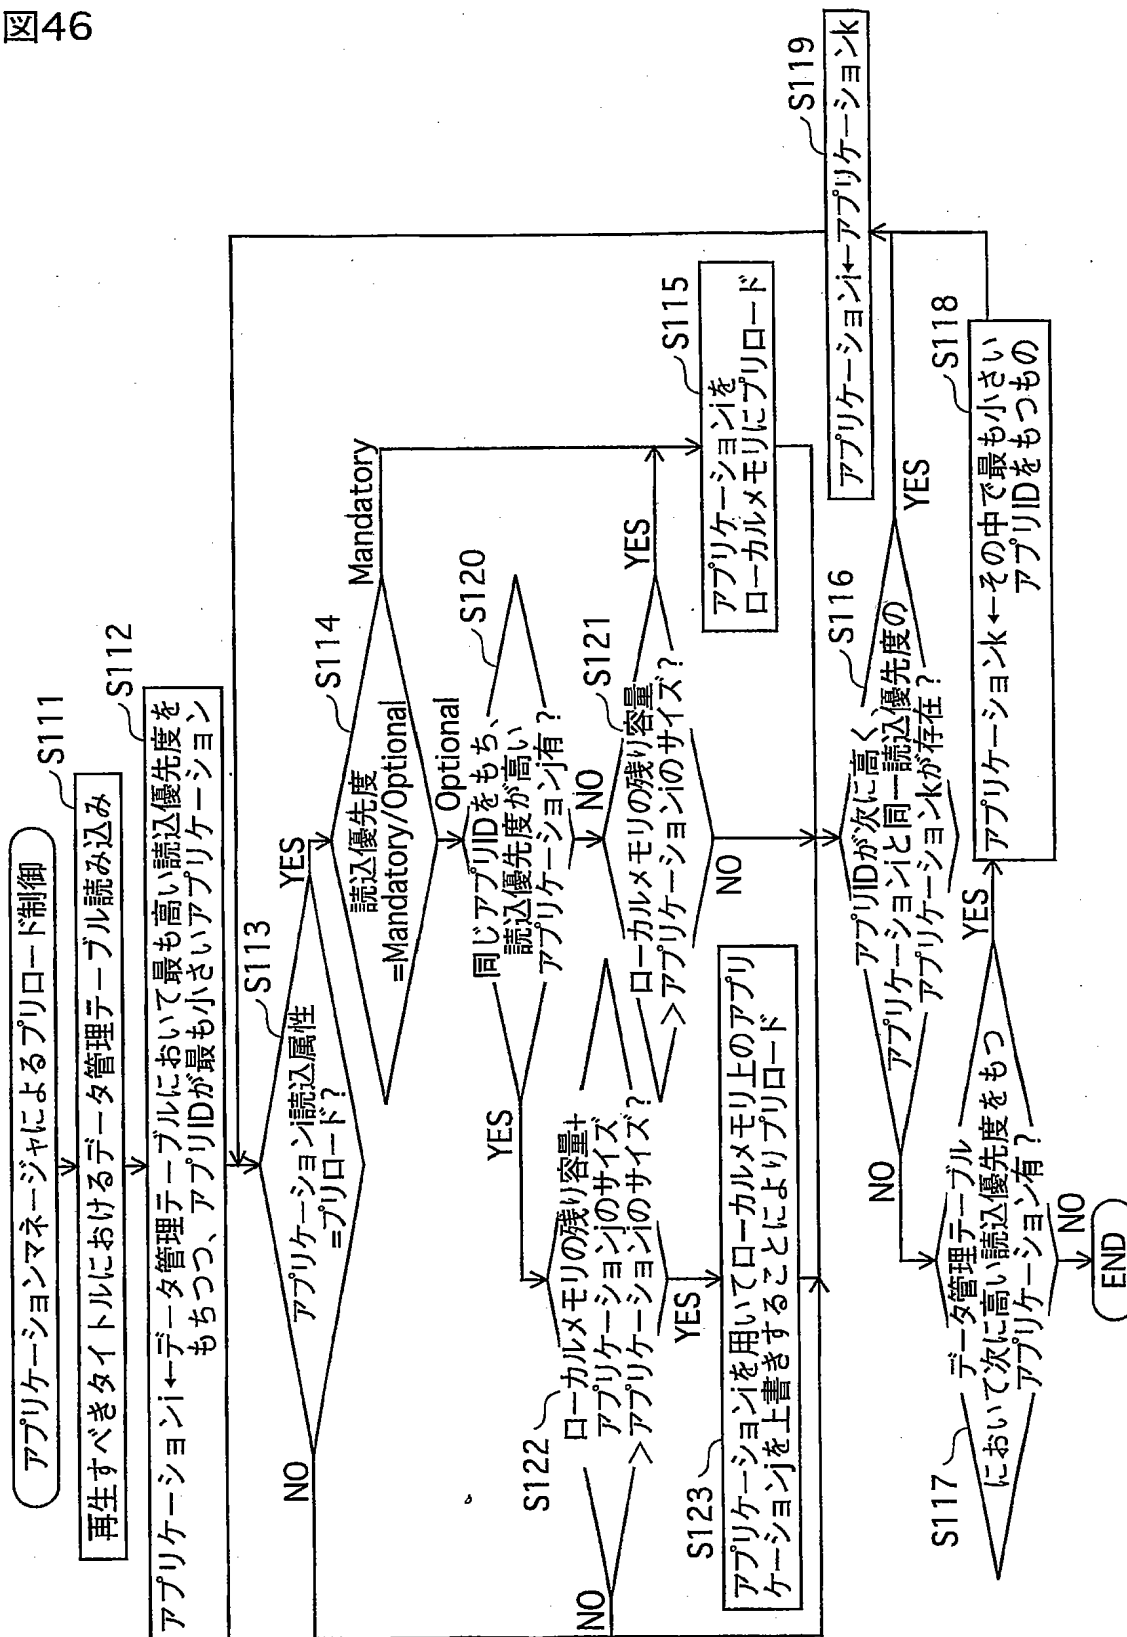 図46
アプリケーションマネージャによるプリロード制御
S111
再生すべきタイトルにおけるデータ管理テーブル読み込み
S112
アプリケーションi←データ管理テーブルにおいて最も高い読込優先度を
もちつつ、アプリIDが最も小さいアプリケーション
S113
アプリケーションi読込属性
=プリロード?
YES
NO
S114
読込優先度
=Mandatory/Optional
Mandatory
Optional
S120
同じアプリIDをもち、
読込優先度が高い
アプリケーションj有?
YES
NO
S121
ローカルメモリの残り容量
>アプリケーションiのサイズ?
YES
NO
S115
アプリケーションiを
ローカルメモリにプリロード
S122
ローカルメモリの残り容量+
アプリケーションjのサイズ
>アプリケーションiのサイズ?
YES
NO
S123
アプリケーションiを用いてローカルメモリ上のアプリ
ケーションjを上書きすることによりプリロード
S116
アプリIDが次に高く、
アプリケーションiと同一読込優先度の
アプリケーションkが存在?
YES
NO
S117
データ管理テーブル
において次に高い読込優先度をもつ
アプリケーション有?
YES
NO
S118
アプリケーションk←その中で最も小さい
アプリIDをもつもの
S119
アプリケーションi←アプリケーションk
END